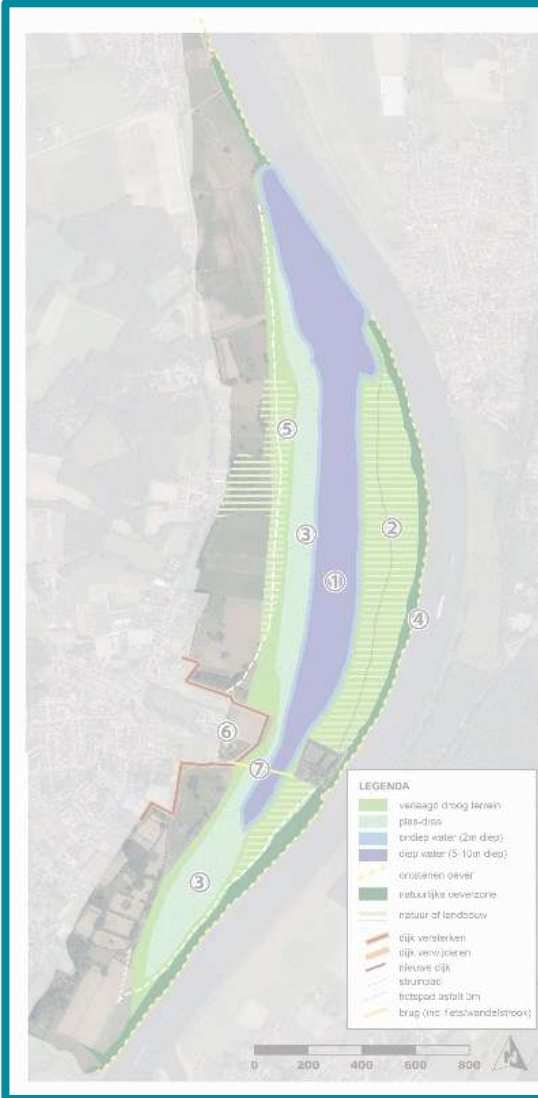 ⑤
③
②
①
④
⑥
⑦
③
LEGENDA
verlaagd droog terrein
plas-dras
ondiep water (2m diep)
diep water (5-10m diep)
ontstenen oever
natuurlijke oeverzone
natuur of landbouw
dijk versterken
dijk verwijderen
nieuwe dijk
struinpad
fietspad asfalt 3m
brug (incl fiets/wandelstrook)
0 200 400 600 800
N